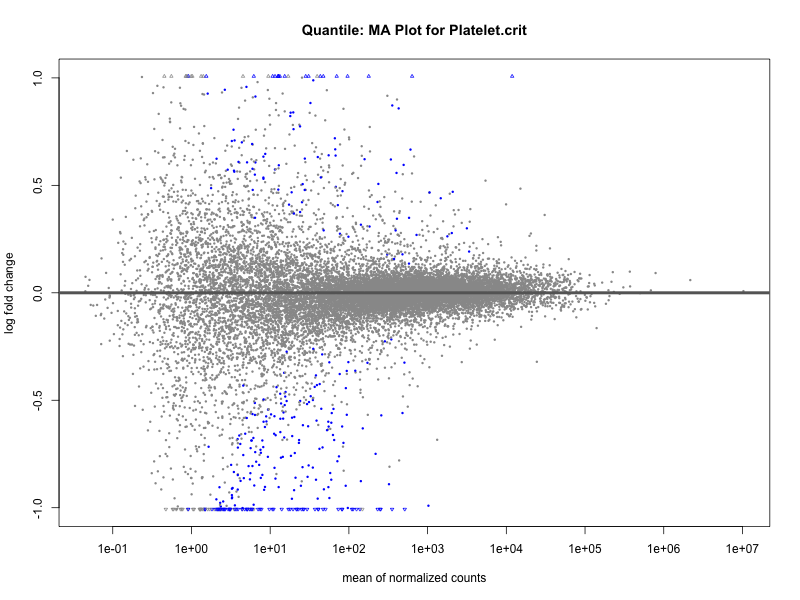 Quantile: MA Plot for Platelet.crit
log fold change
1.0
0.5
0.0
-0.5
-1.0
1e-01 1e+00 1e+01 1e+02 1e+03 1e+04 1e+05 1e+06 1e+07
mean of normalized counts